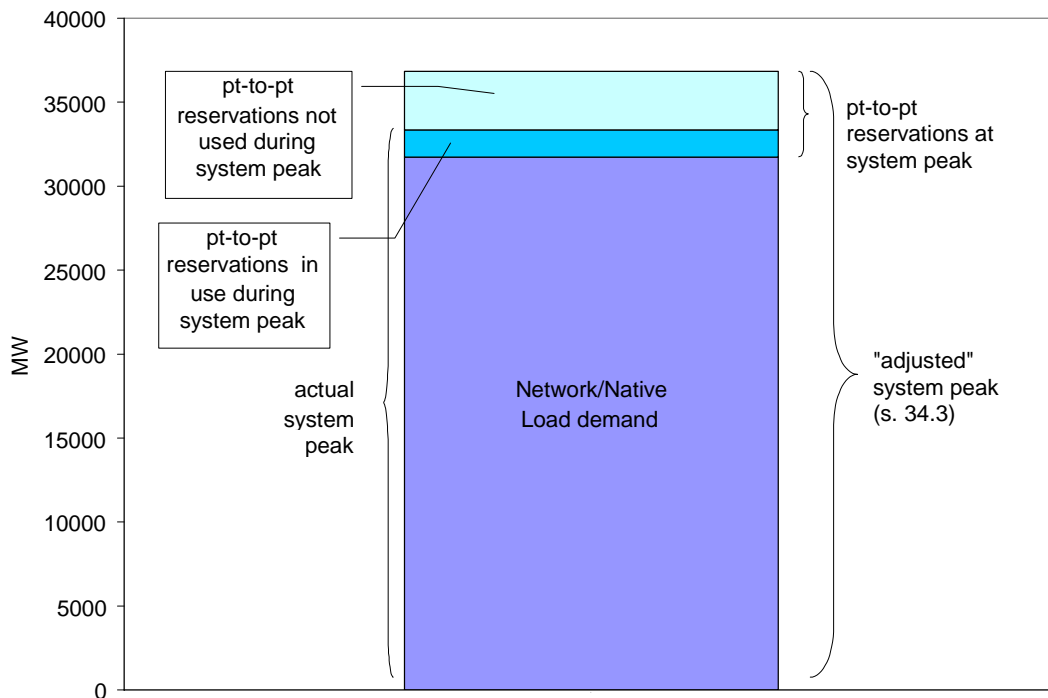 40000
35000
30000
25000
20000
15000
10000
5000
0
MW
pt-to-pt
reservations not
used during
system peak
pt-to-pt
reservations in
use during
system peak
actual
system
peak
Network/Native
Load demand
pt-to-pt
reservations at
system peak
"adjusted"
system peak
(s. 34.3)